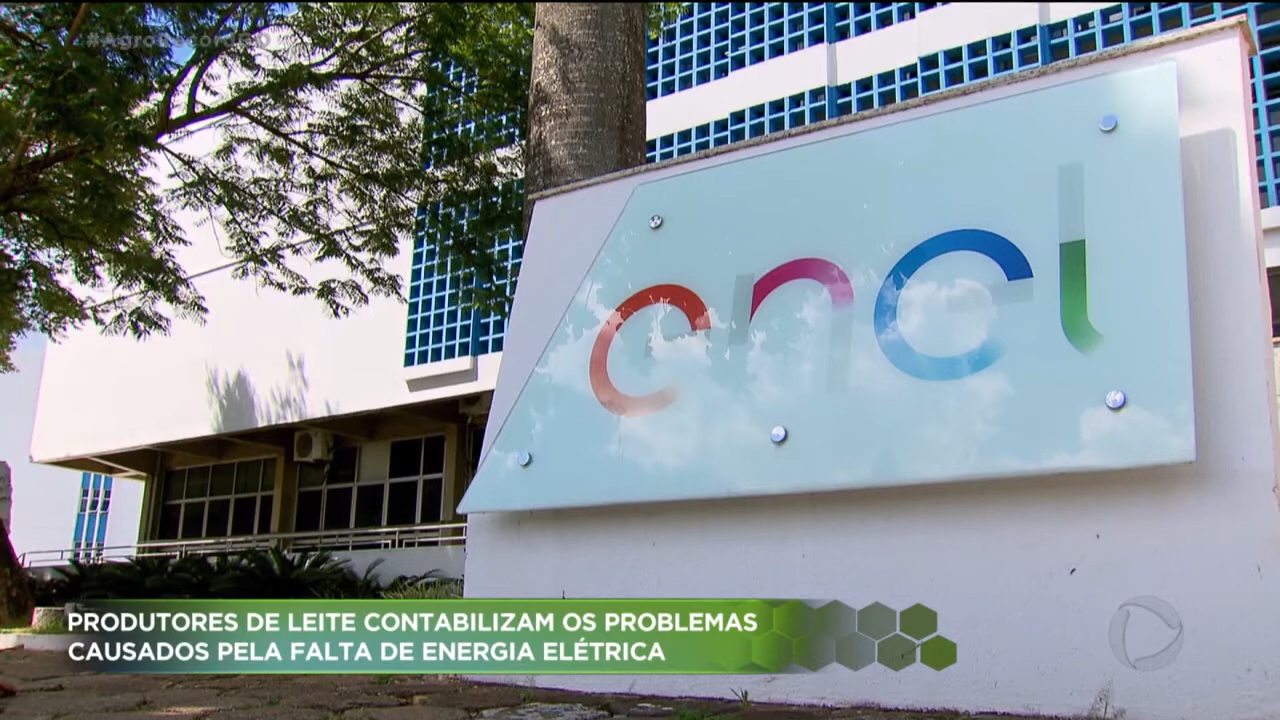 enel
PRODUTORES DE LEITE CONTABILIZAM OS PROBLEMAS
CAUSADOS PELA FALTA DE ENERGIA ELÉTRICA